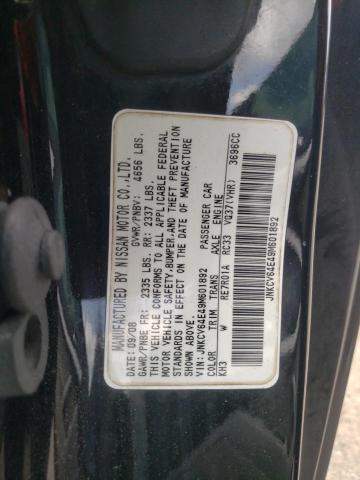 MANUFACTURED BY NISSAN MOTOR CO.,LTD.
DATE: 09/08 GVWR/PNBV: 4656 LBS.
GAWR/PNBE FR: 2335 LBS. RR: 2337 LBS.
THIS VEHICLE CONFORMS TO ALL APPLICABLE FEDERAL
MOTOR VEHICLE SAFETY,BUMPER,AND THEFT PREVENTION
STANDARDS IN EFFECT ON THE DATE OF MANUFACTURE
SHOWN ABOVE.
VIN:JNKCV64E49M601892 PASSENGER CAR
COLOR TRIM TRANS AXLE ENGINE
KH3 W RE7R01A RC33 VQ37(VHR) 3696CC
JNKCV64E49M601892